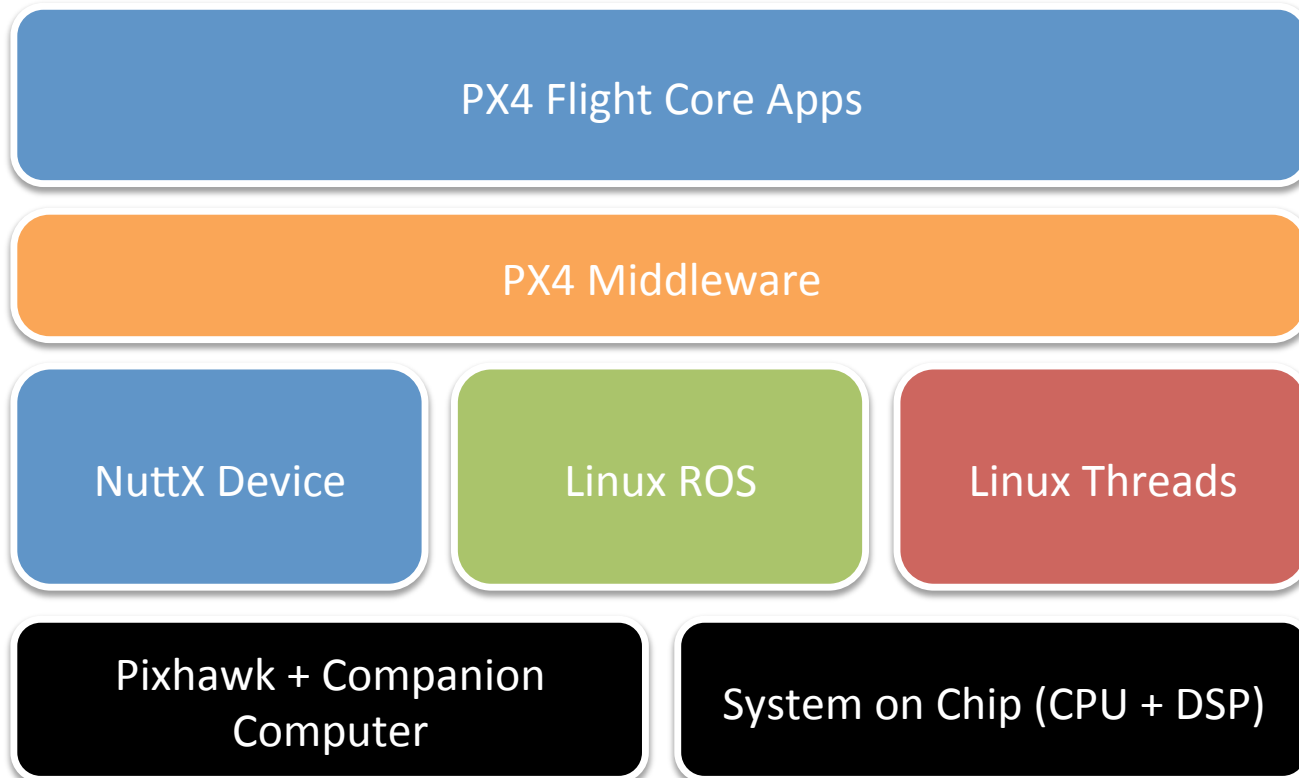 PX4 Flight Core Apps
PX4 Middleware
NuttX Device
Linux ROS
Linux Threads
Pixhawk + Companion
Computer
System on Chip (CPU + DSP)